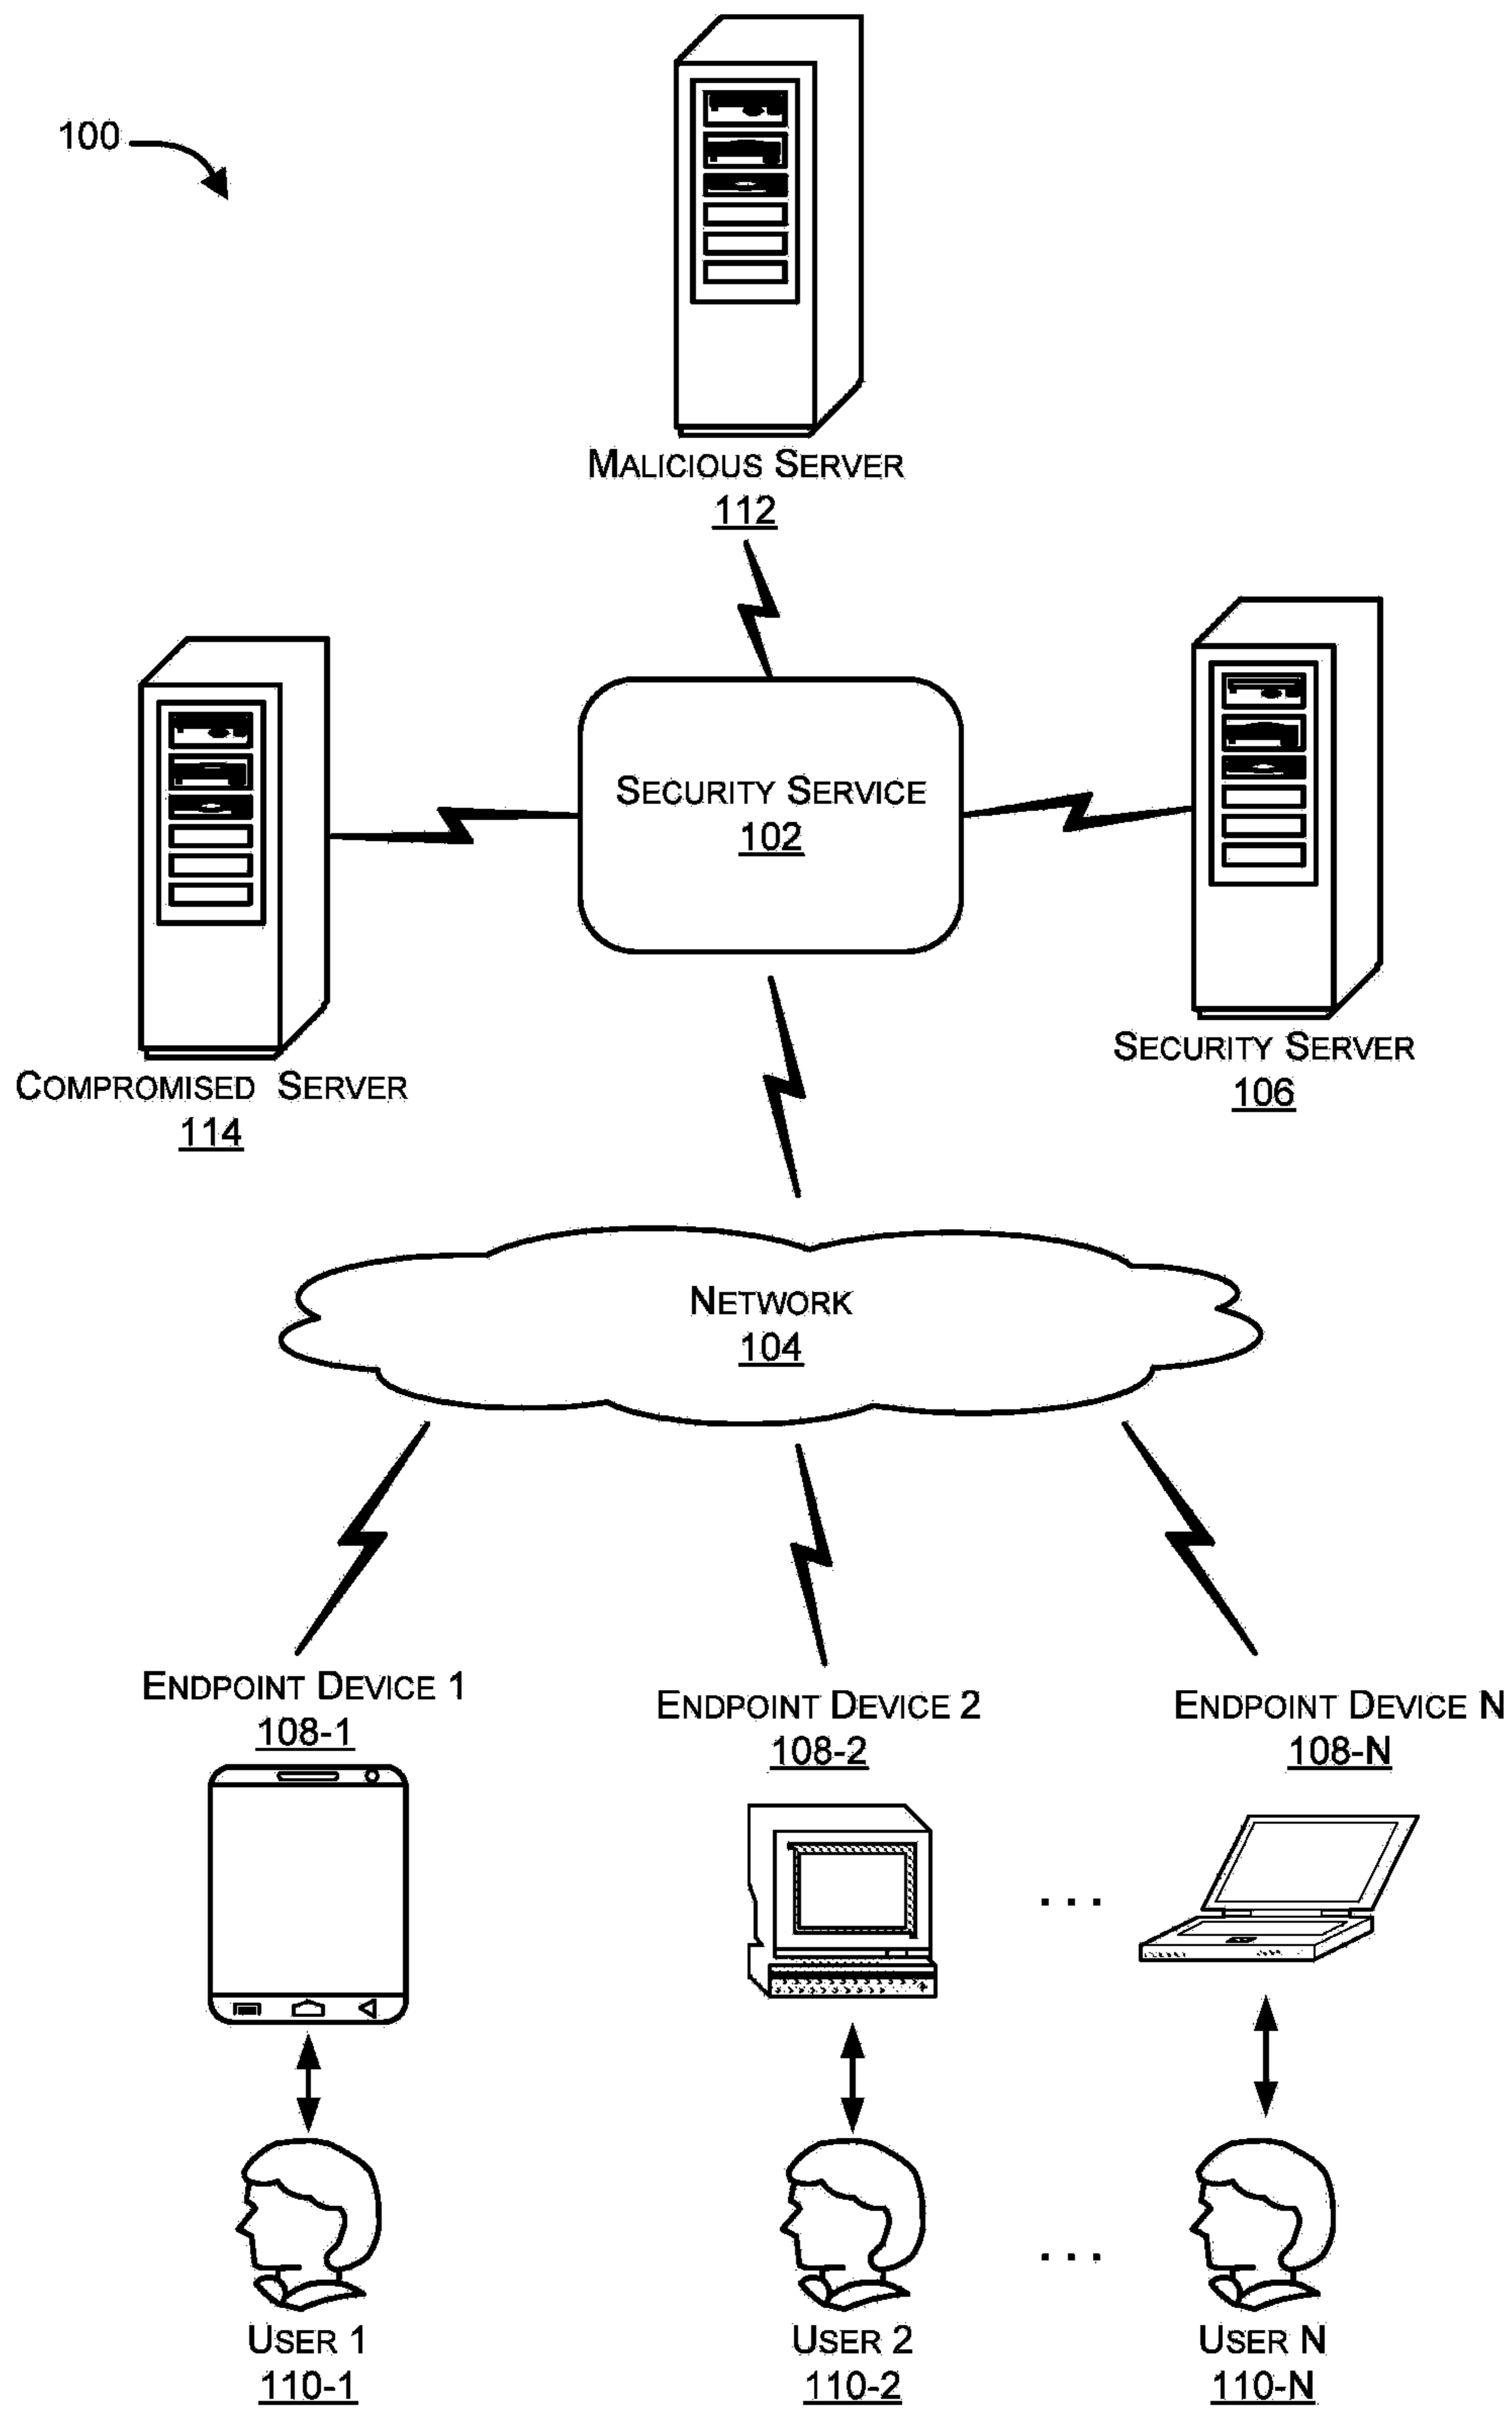 100
MALICIOUS SERVER
112
SECURITY SERVICE
102
SECURITY SERVER
106
COMPROMISED SERVER
114
NETWORK
104
ENDPOINT DEVICE 1
108-1
ENDPOINT DEVICE 2
108-2
ENDPOINT DEVICE N
108-N
...
...
USER 1
110-1
USER 2
110-2
USER N
110-N